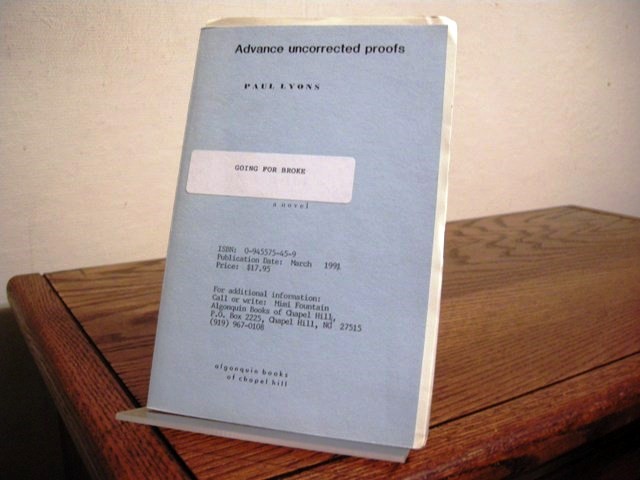 Advance uncorrected proofs
PAUL LYONS
GOING FOR BROKE
a novel
ISBN: 0-945575-45-9
Publication Date: March 1991
Price: $17.95
For additional information:
Call or write: Mimi Fountain
Algonquin Books of Chapel Hill,
P.O. Box 2225, Chapel Hill, NC 27515
(919) 967-0108
algonquin books
of chapel hill